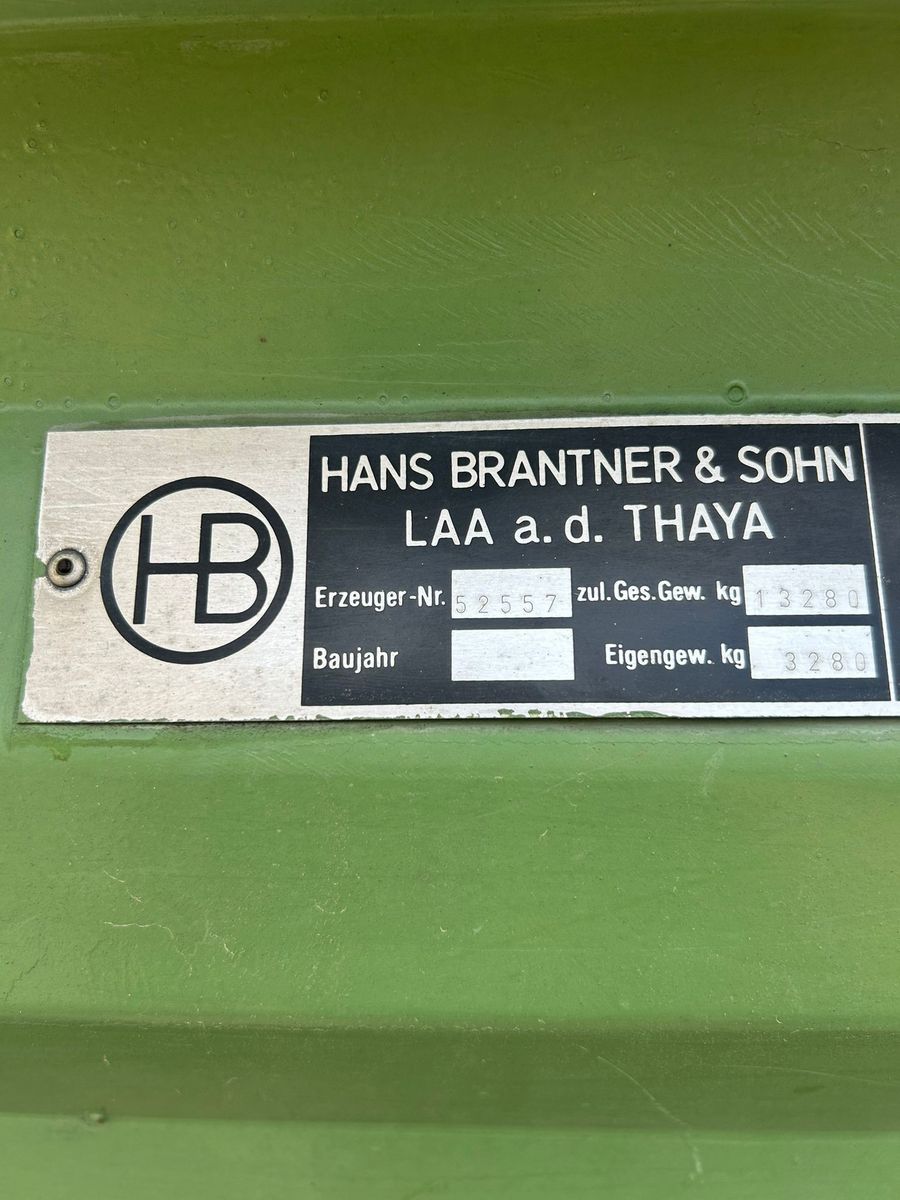 HB
HANS BRANTNER & SOHN
LAA a. d. THAYA
Erzeuger-Nr. 52557 zul.Ges.Gew. kg 13280
Baujahr Eigengew. kg 3280